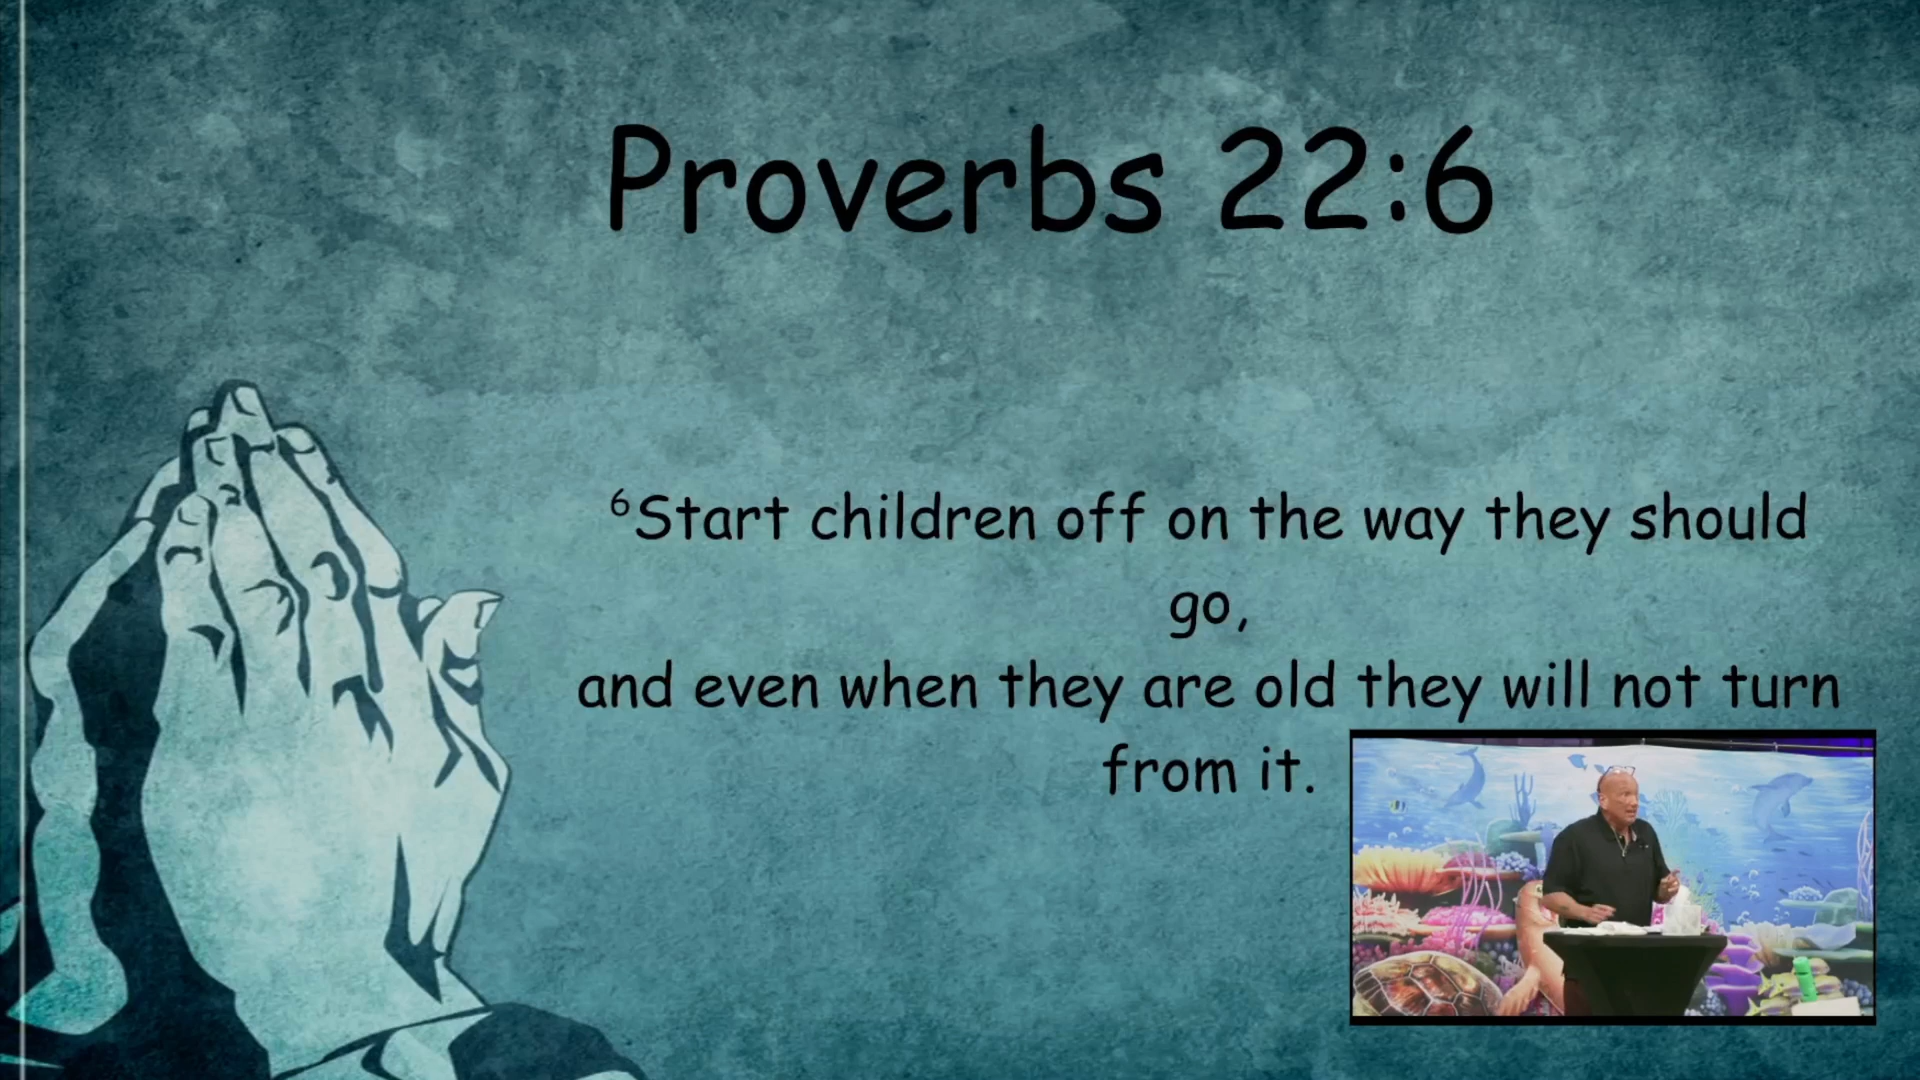 Proverbs 22:6
⁶Start children off on the way they should
go,
and even when they are old they will not turn
from it.